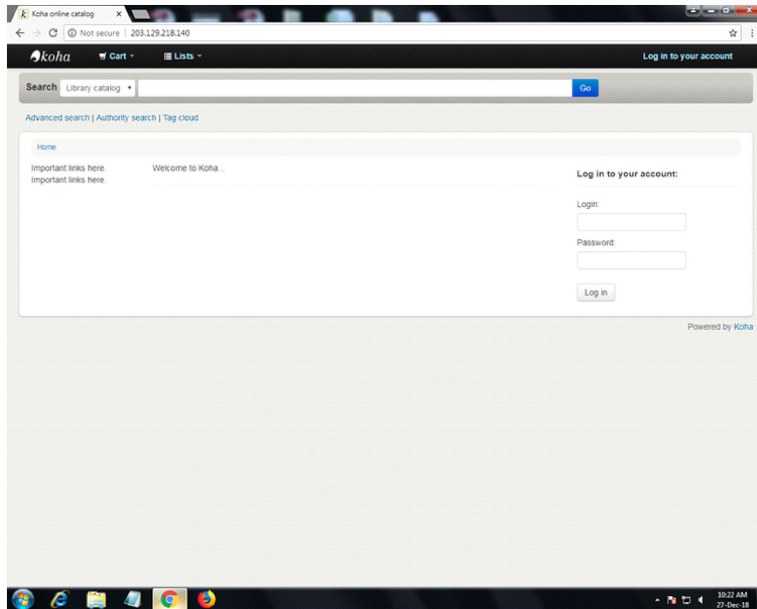 Koha online catalog
Not secure | 203.129.218.140
koha Cart Lists Log in to your account
Search Library catalog Go
Advanced search | Authority search | Tag cloud
Home
Important links here.
Important links here.
Welcome to Koha...
Log in to your account:
Login:
Password:
Log in
Powered by Koha
10:22 AM
27-Dec-18